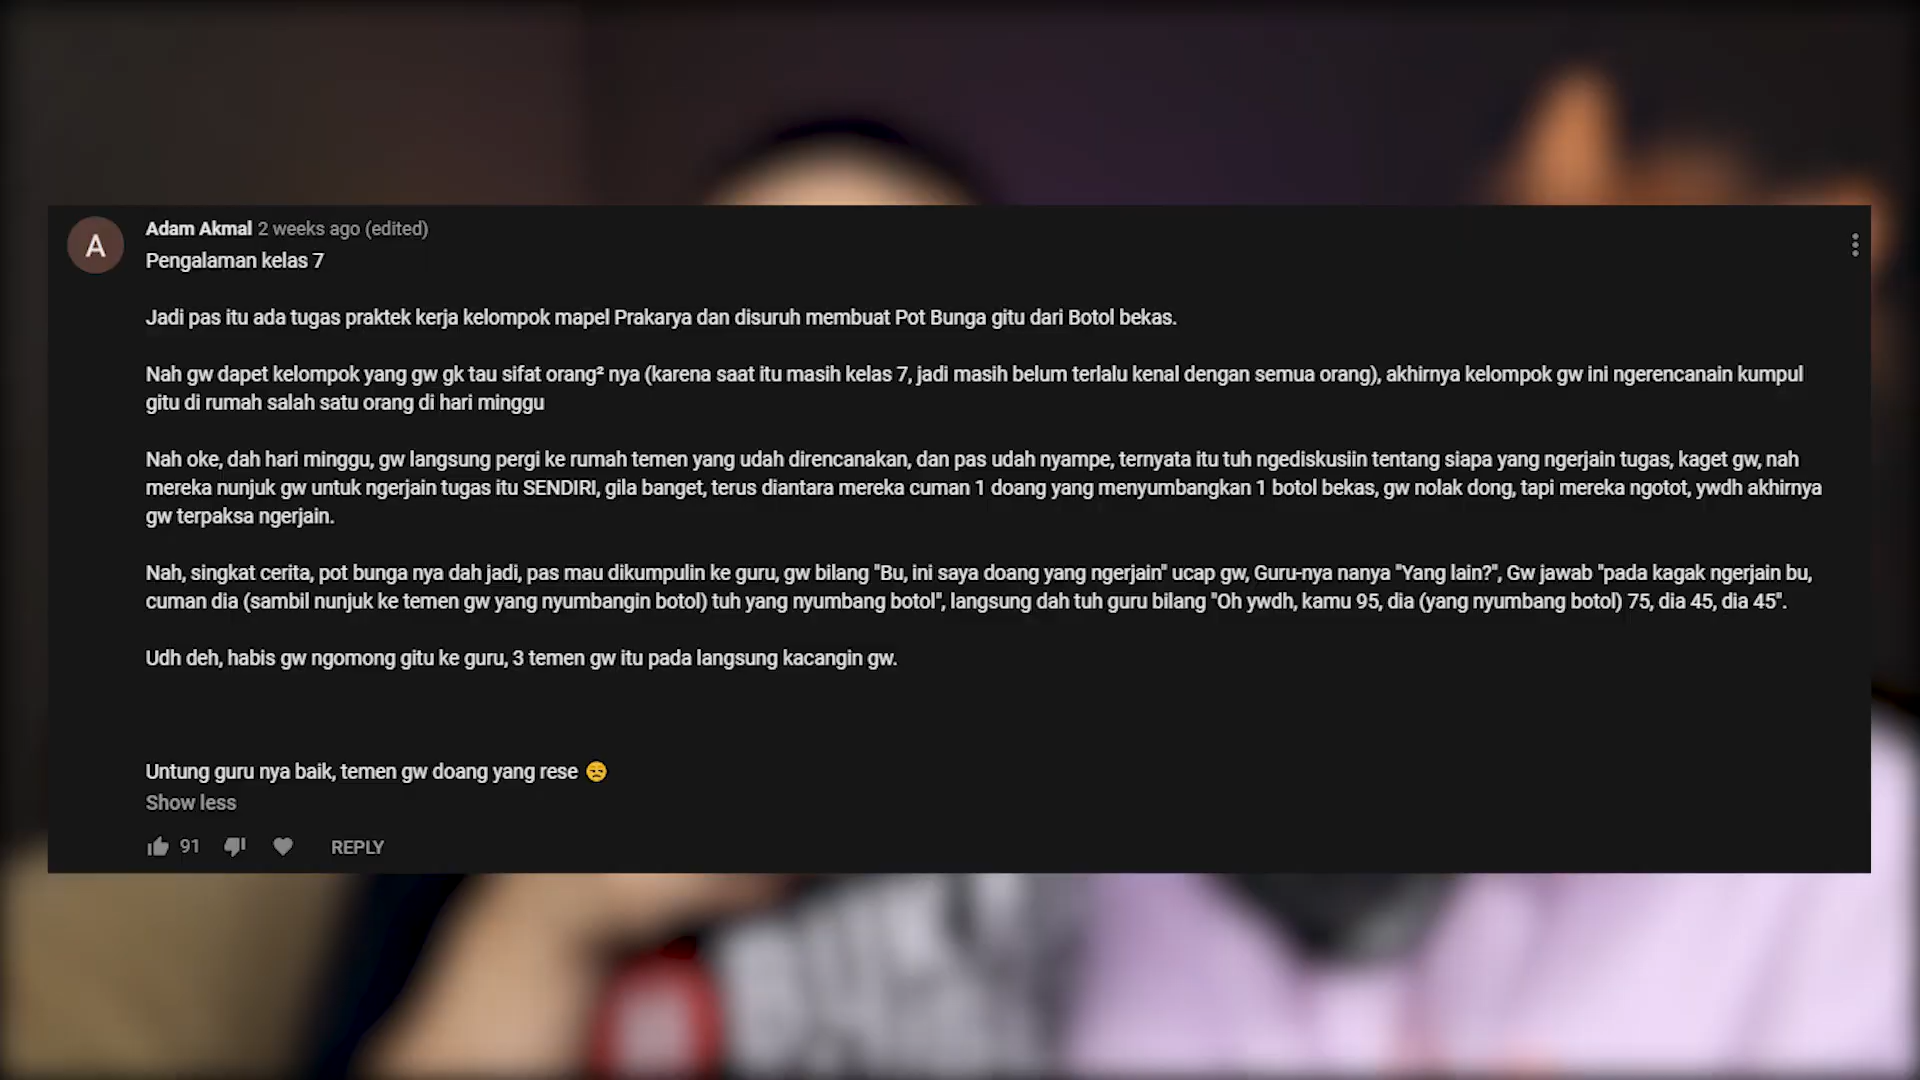 A
Adam Akmal 2 weeks ago (edited)
Pengalaman kelas 7
Jadi pas itu ada tugas praktek kerja kelompok mapel Prakarya dan disuruh membuat Pot Bunga gitu dari Botol bekas.
Nah gw dapet kelompok yang gw gk tau sifat orang² nya (karena saat itu masih kelas 7, jadi masih belum terlalu kenal dengan semua orang), akhirnya kelompok gw ini ngerencanain kumpul
gitu di rumah salah satu orang di hari minggu
Nah oke, dah hari minggu, gw langsung pergi ke rumah temen yang udah direncanakan, dan pas udah nyampe, ternyata itu tuh ngediskusiin tentang siapa yang ngerjain tugas, kaget gw, nah
mereka nunjuk gw untuk ngerjain tugas itu SENDIRI, gila banget, terus diantara mereka cuman 1 doang yang menyumbangkan 1 botol bekas, gw nolak dong, tapi mereka ngotot, ywdh akhirnya
gw terpaksa ngerjain.
Nah, singkat cerita, pot bunga nya dah jadi, pas mau dikumpulin ke guru, gw bilang "Bu, ini saya doang yang ngerjain" ucap gw, Guru-nya nanya "Yang lain?", Gw jawab "pada kagak ngerjain bu,
cuman dia (sambil nunjuk ke temen gw yang nyumbangin botol) tuh yang nyumbang botol", langsung dah tuh guru bilang "Oh ywdh, kamu 95, dia (yang nyumbang botol) 75, dia 45, dia 45".
Udh deh, habis gw ngomong gitu ke guru, 3 temen gw itu pada langsung kacangin gw.
Untung guru nya baik, temen gw doang yang rese 😒
Show less
91 REPLY